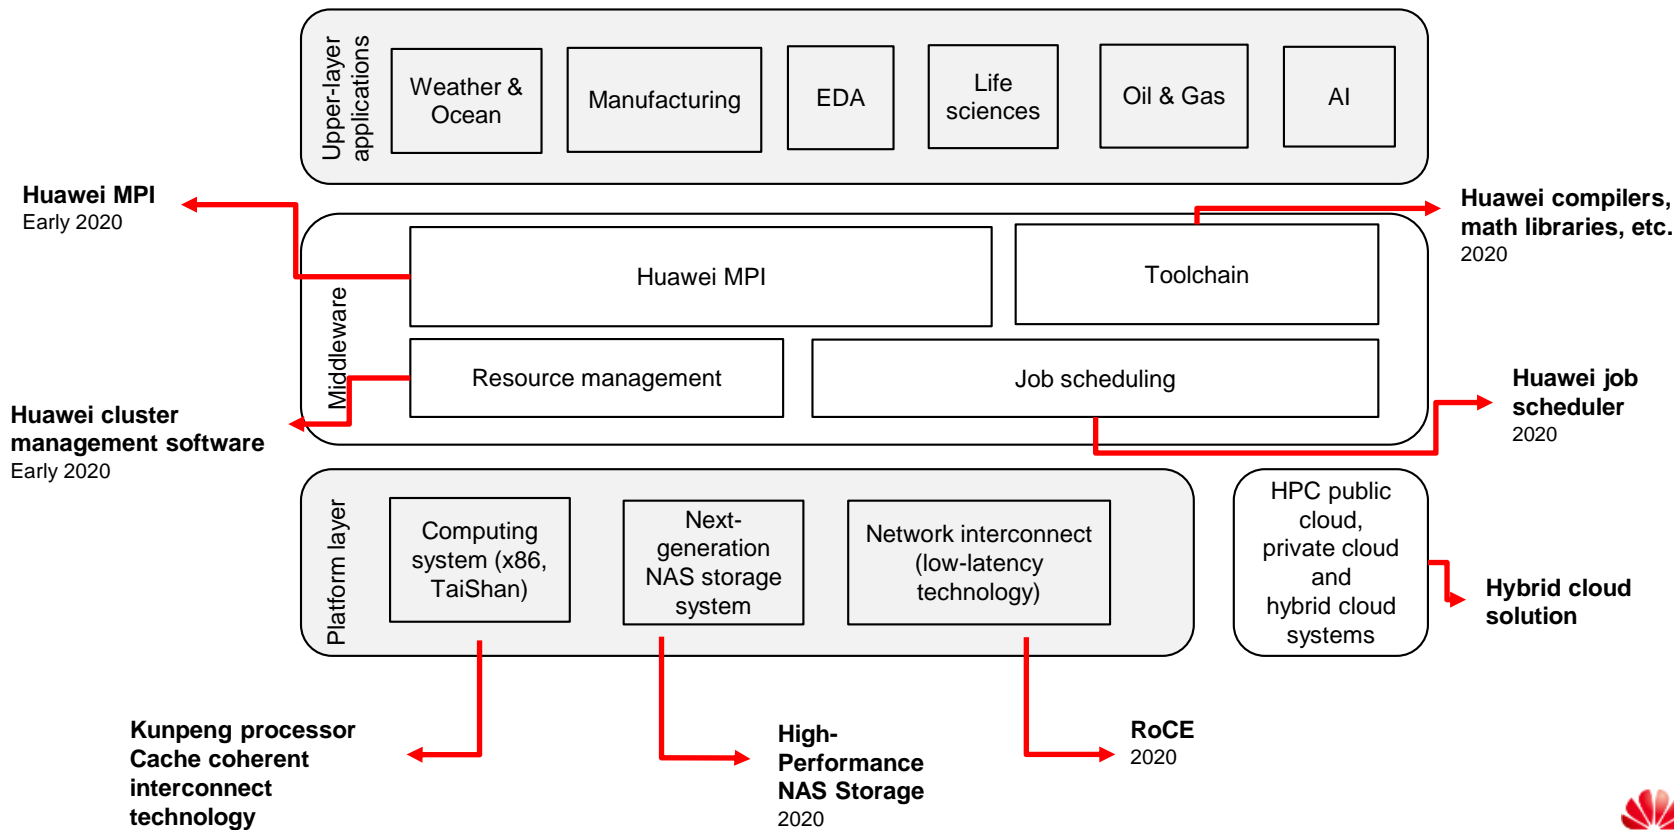 Upper-layer
applications
Weather &
Ocean
Manufacturing
EDA
Life
sciences
Oil & Gas
AI
Huawei MPI
Early 2020
Huawei compilers,
math libraries, etc.
2020
Middleware
Huawei MPI
Toolchain
Resource management
Job scheduling
Huawei cluster
management software
Early 2020
Huawei job
scheduler
2020
Platform layer
Computing
system (x86,
TaiShan)
Next-
generation
NAS storage
system
Network interconnect
(low-latency
technology)
HPC public
cloud,
private cloud
and
hybrid cloud
systems
Hybrid cloud
solution
Kunpeng processor
Cache coherent
interconnect
technology
High-
Performance
NAS Storage
2020
RoCE
2020